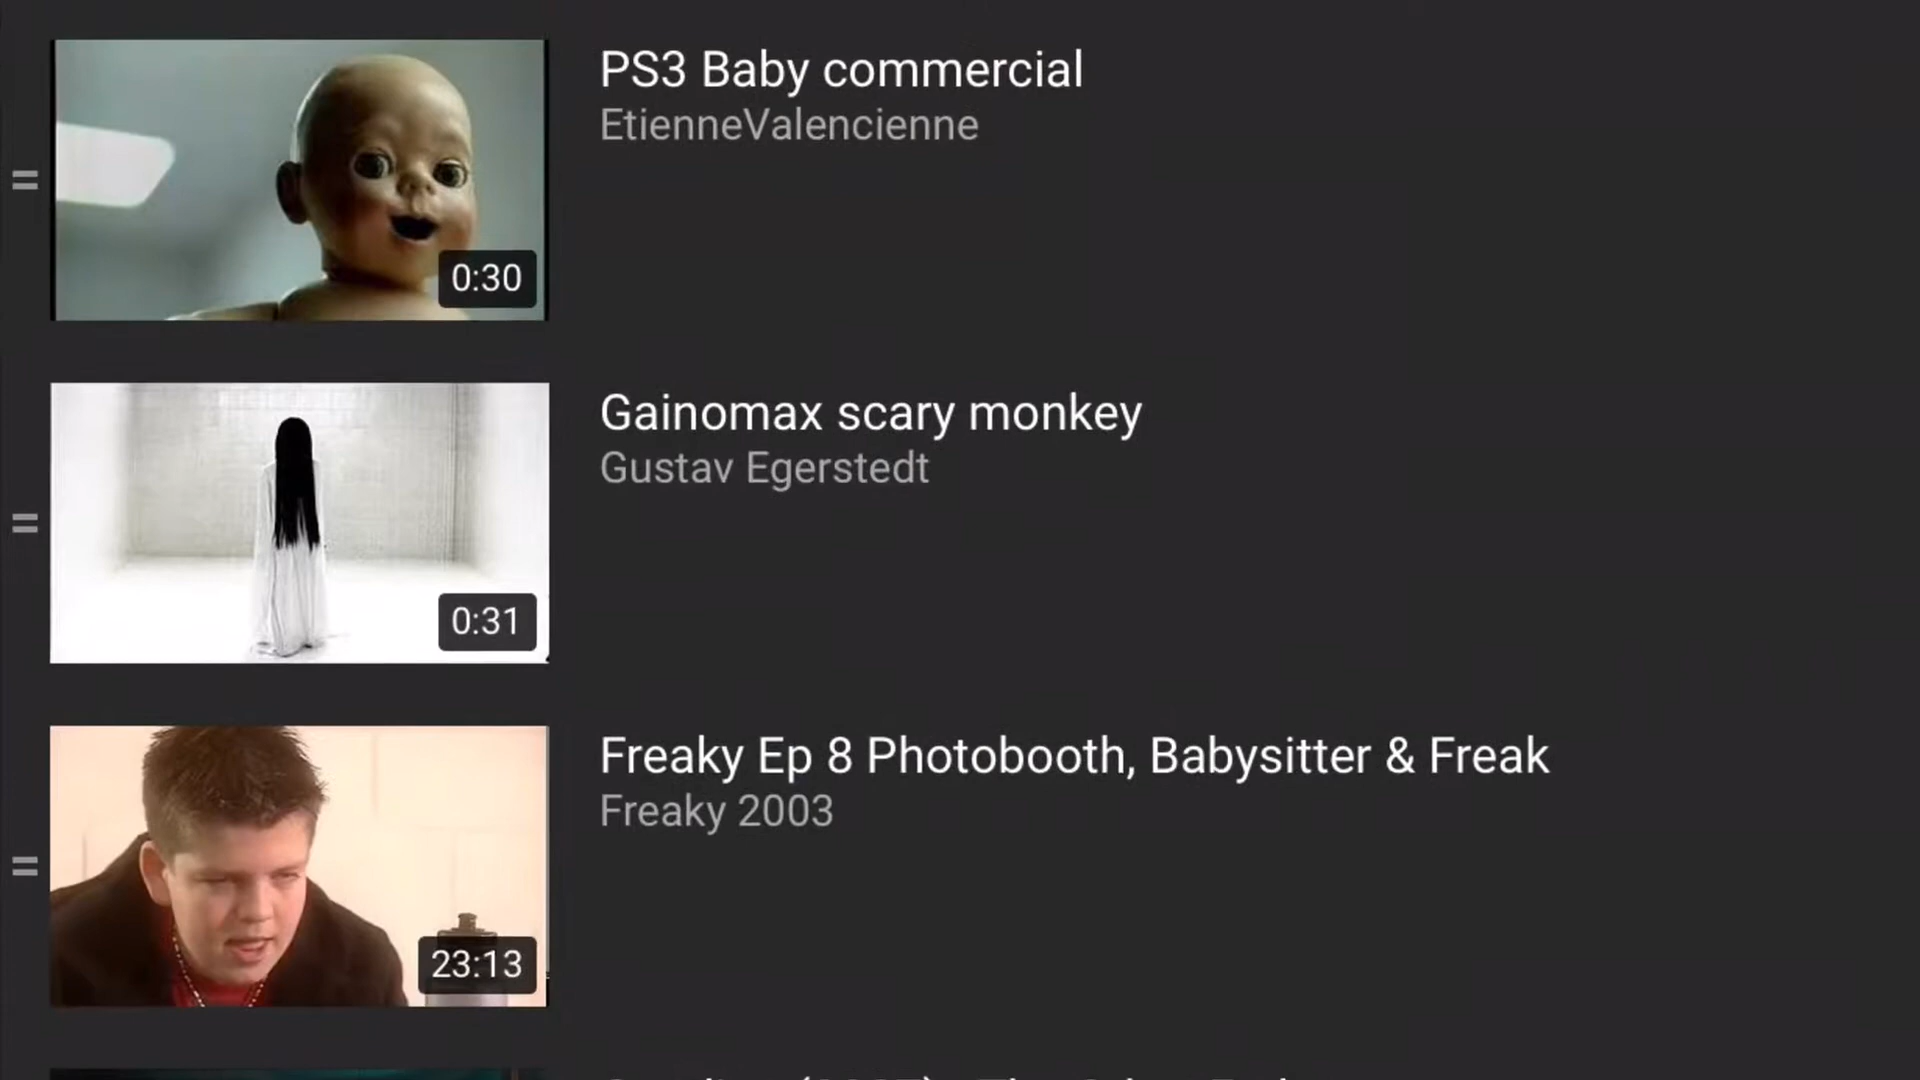 PS3 Baby commercial
EtienneValencienne
0:30
Gainomax scary monkey
Gustav Egerstedt
0:31
Freaky Ep 8 Photobooth, Babysitter & Freak
Freaky 2003
23:13